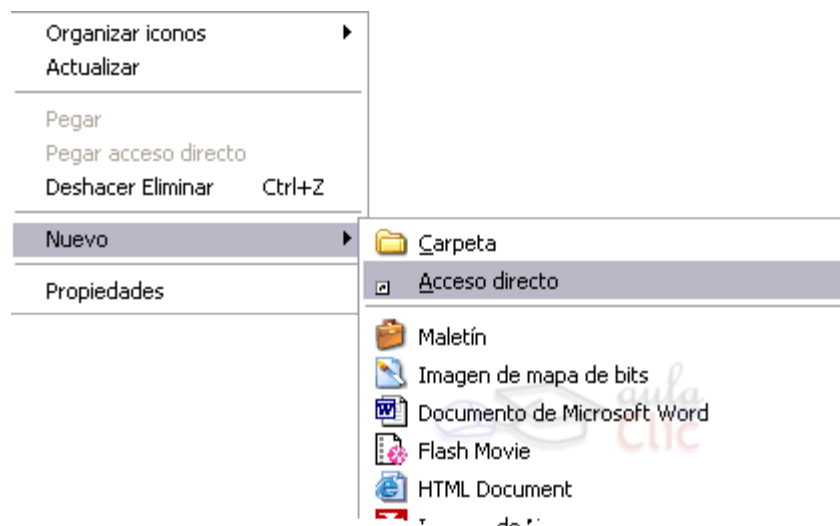 Organizar iconos
Actualizar
Pegar
Pegar acceso directo
Deshacer Eliminar Ctrl+Z
Nuevo
Propiedades
Carpeta
Acceso directo
Maletín
Imagen de mapa de bits
Documento de Microsoft Word
Flash Movie
HTML Document
aula
clic